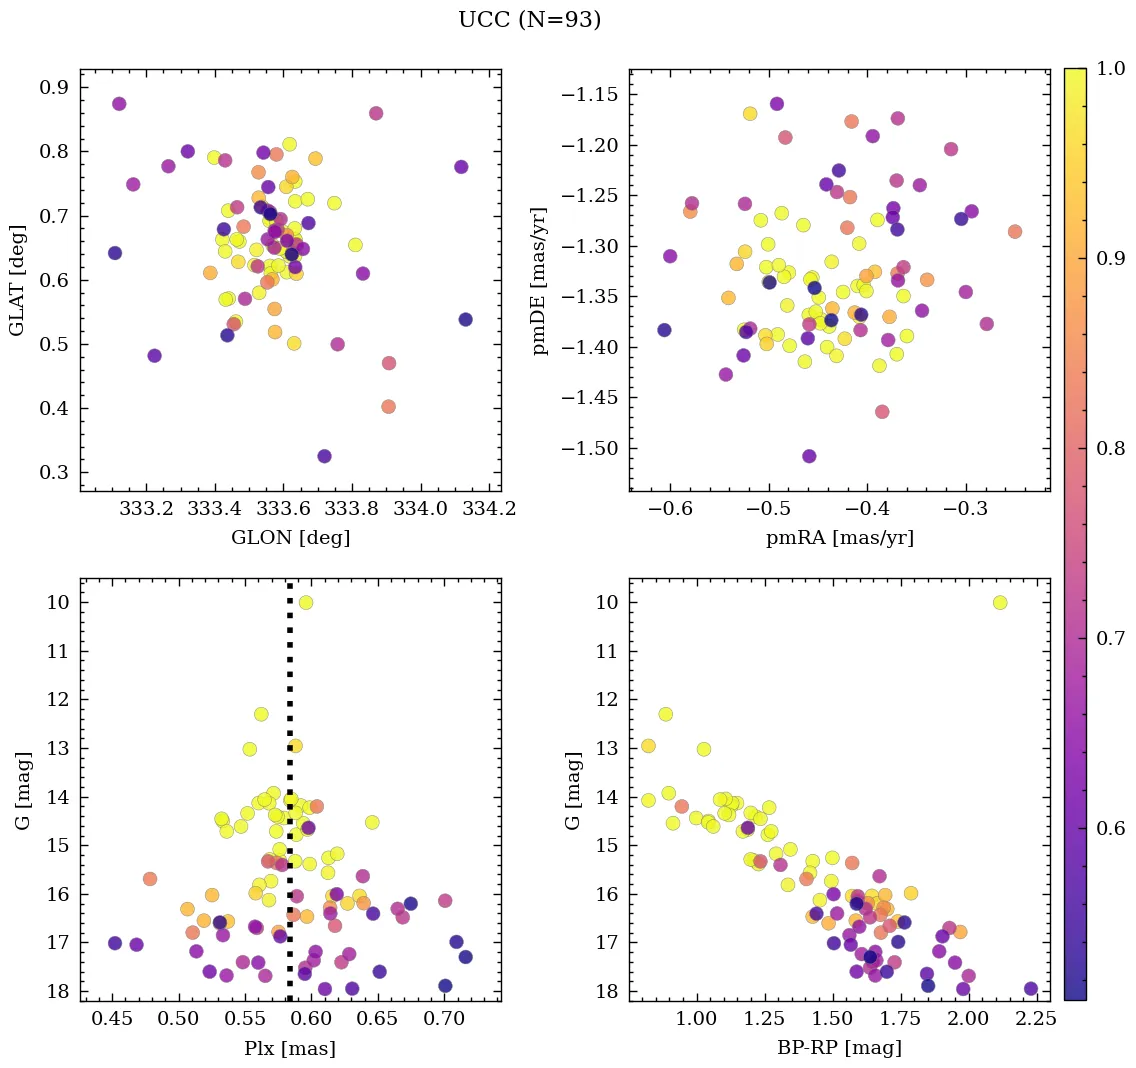 UCC (N=93)
0.9
0.8
0.7
0.6
0.5
0.4
0.3
GLAT [deg]
333.2 333.4 333.6 333.8 334.0 334.2
GLON [deg]
−1.15
−1.20
−1.25
−1.30
−1.35
−1.40
−1.45
−1.50
pmDE [mas/yr]
−0.6 −0.5 −0.4 −0.3
pmRA [mas/yr]
1.0
0.9
0.8
0.7
0.6
10
11
12
13
14
15
16
17
18
G [mag]
0.45 0.50 0.55 0.60 0.65 0.70
Plx [mas]
10
11
12
13
14
15
16
17
18
G [mag]
1.00 1.25 1.50 1.75 2.00 2.25
BP-RP [mag]